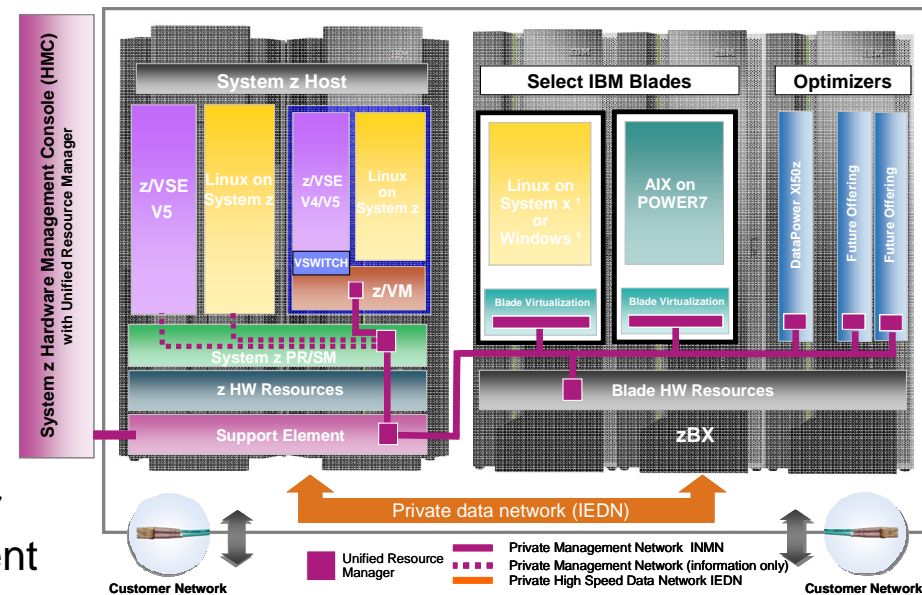 System z Hardware Management Console (HMC)
with Unified Resource Manager
System z Host
Select IBM Blades
Optimizers
z/VSE
V5
Linux on
System z
z/VSE
V4/V5
Linux
on
System z
VSWITCH
z/VM
System z PR/SM
z HW Resources
Support Element
Linux on
System x ¹
or
Windows ¹
Blade Virtualization
AIX on
POWER7
Blade Virtualization
DataPower XI50z
Future Offering
Future Offering
Blade HW Resources
zBX
Private data network (IEDN)
ent
Customer Network
Unified Resource
Manager
Private Management Network INMN
Private Management Network (information only)
Private High Speed Data Network IEDN
Customer Network